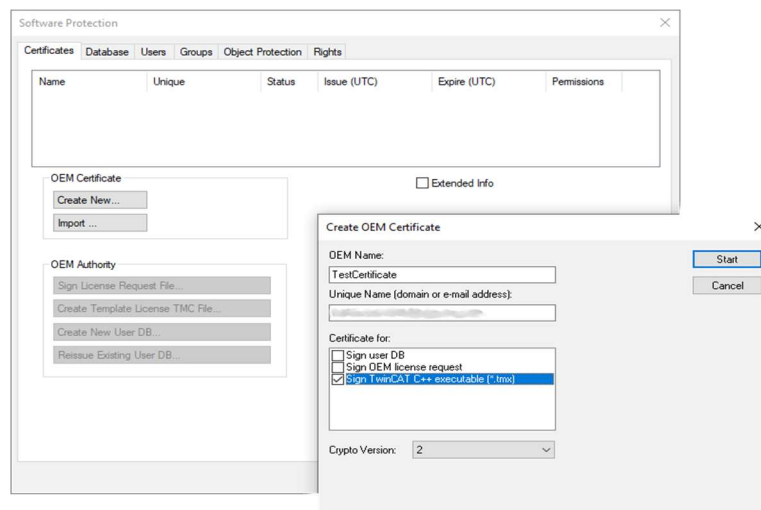 Software Protection
Certificates Database Users Groups Object Protection Rights
Name Unique Status Issue (UTC) Expire (UTC) Permissions
OEM Certificate
Create New...
Import ...
Extended Info
OEM Authority
Sign License Request File...
Create Template License TMC File...
Create New User DB...
Reissue Existing User DB...
Create OEM Certificate
OEM Name:
TestCertificate
Unique Name (domain or e-mail address):
Certificate for:
Sign user DB
Sign OEM license request
Sign TwinCAT C++ executable (*.tmx)
Crypto Version: 2
Start
Cancel